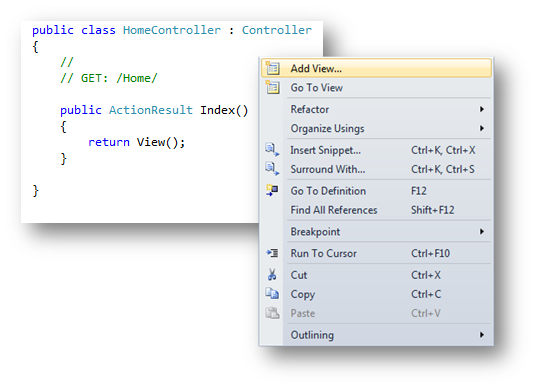 public class HomeController : Controller
{
//
// GET: /Home/
public ActionResult Index()
{
return View();
}
}
Add View...
Go To View
Refactor
Organize Usings
Insert Snippet... Ctrl+K, Ctrl+X
Surround With... Ctrl+K, Ctrl+S
Go To Definition F12
Find All References Shift+F12
Breakpoint
Run To Cursor Ctrl+F10
Cut Ctrl+X
Copy Ctrl+C
Paste Ctrl+V
Outlining